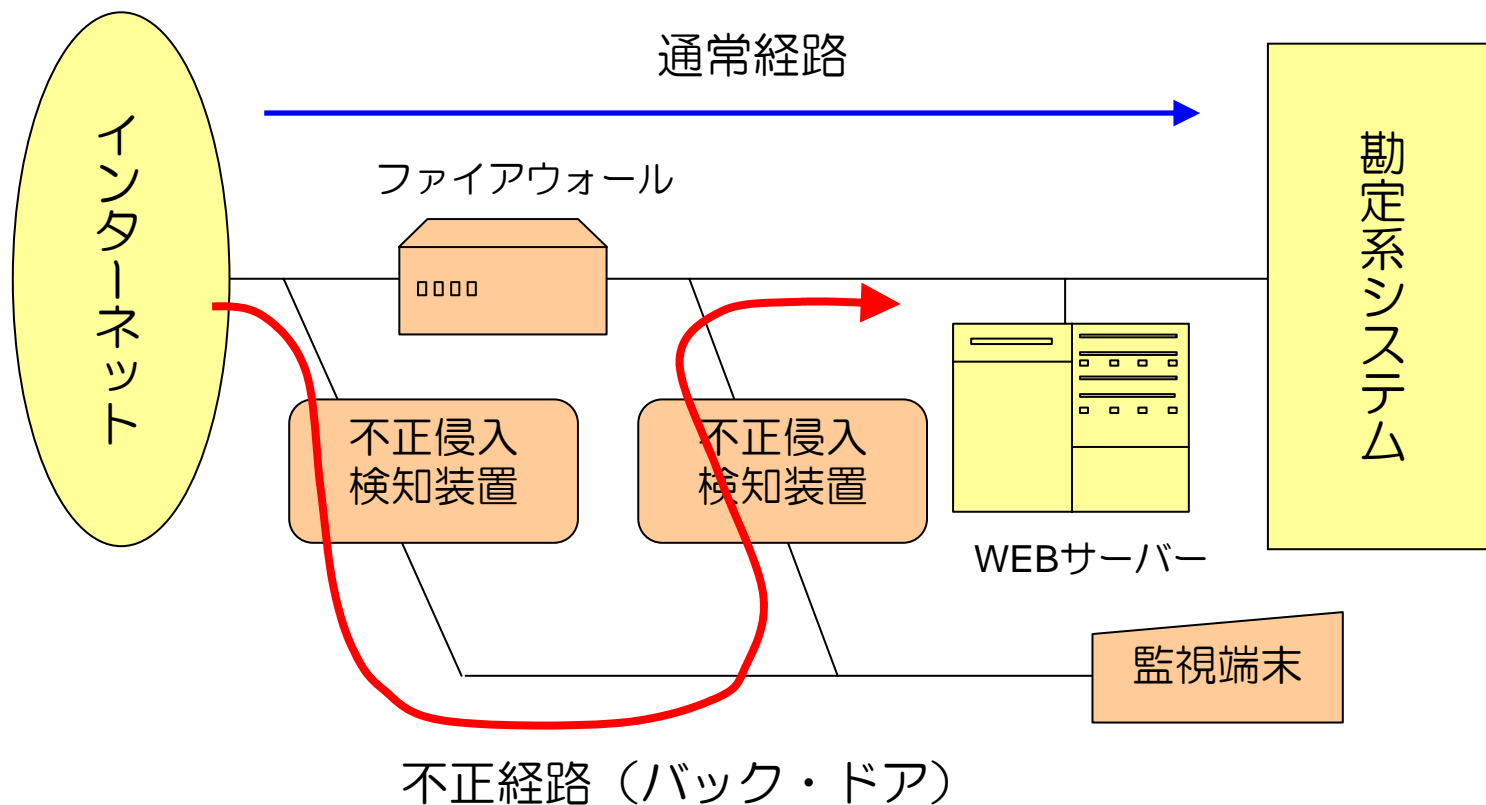 通常経路
インターネット
ファイアウォール
勘定系システム
不正侵入
検知装置
不正侵入
検知装置
WEBサーバー
監視端末
不正経路（バック・ドア）